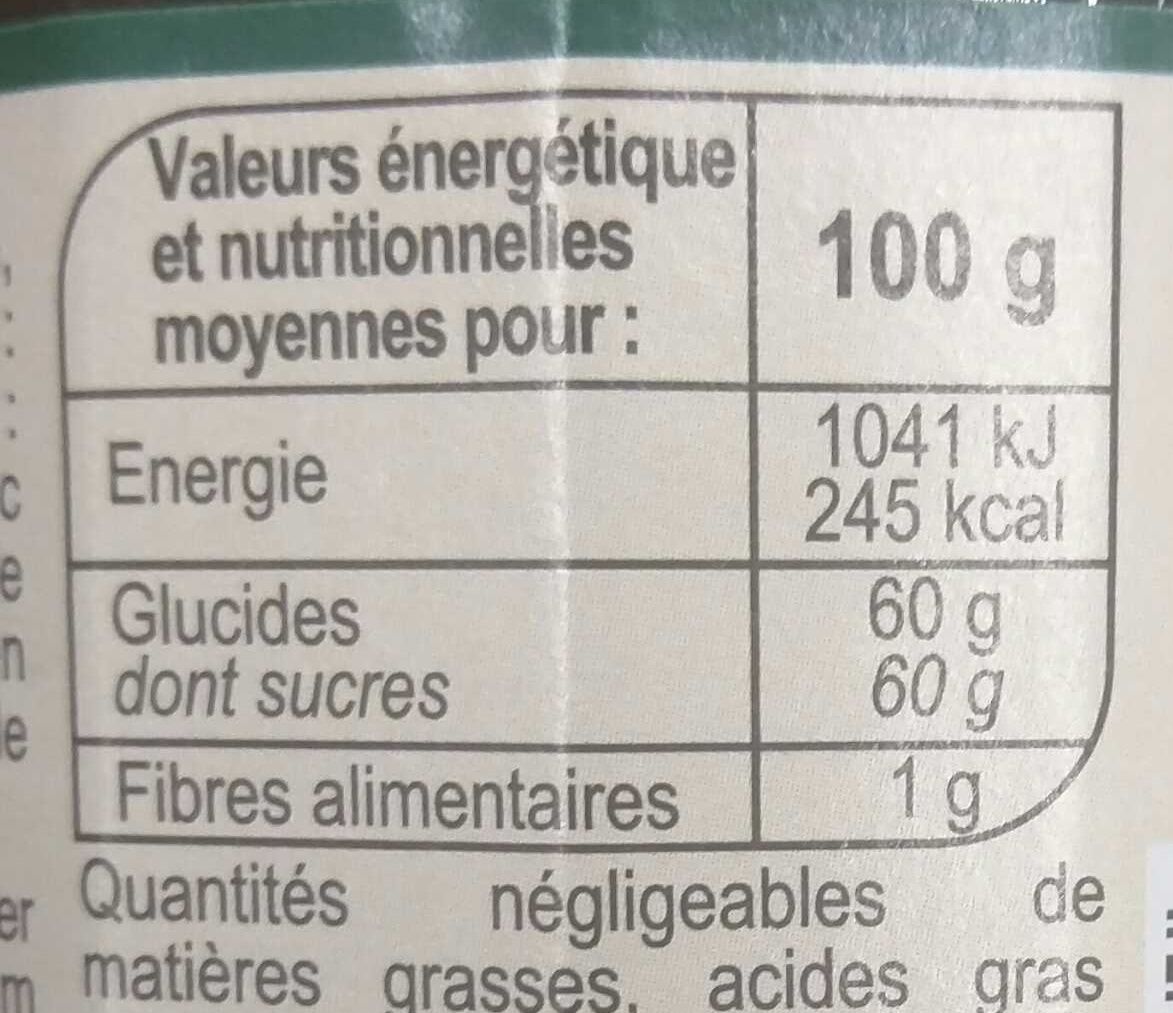 Valeurs énergétique
et nutritionnelles
moyennes pour :
100 g
Energie
1041 kJ
245 kcal
Glucides
60 g
dont sucres
60 g
Fibres alimentaires
1 g
Quantités négligeables de
matières grasses, acides gras